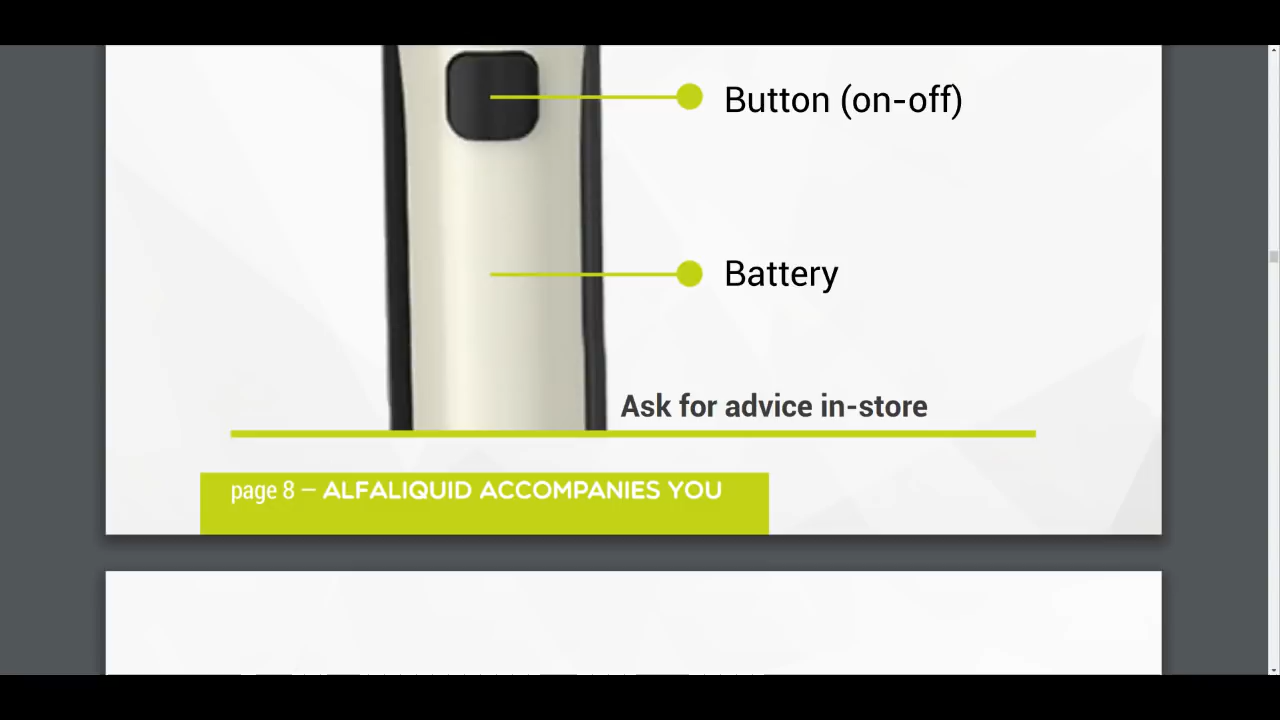 Button (on-off)
Battery
Ask for advice in-store
page 8 – ALFALIQUID ACCOMPANIES YOU